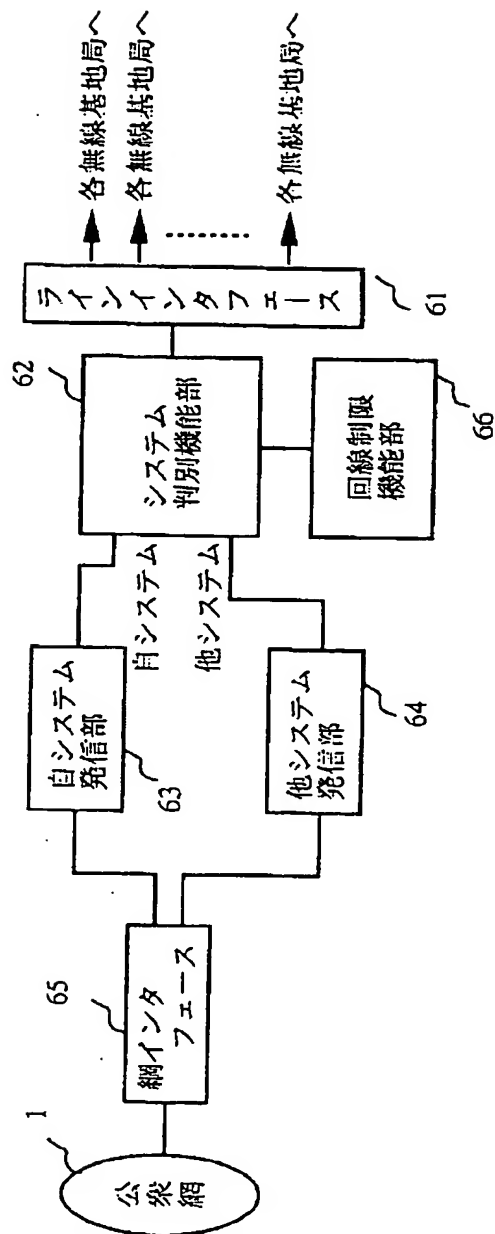 1
公衆網
65
網インタ
フェース
自システム
発信部
63
他システム
発信部
64
自システム
他システム
62
システム
判別機能部
回線制限
機能部
66
ラインインタフェース
61
各無線基地局へ
各無線基地局へ
各無線基地局へ